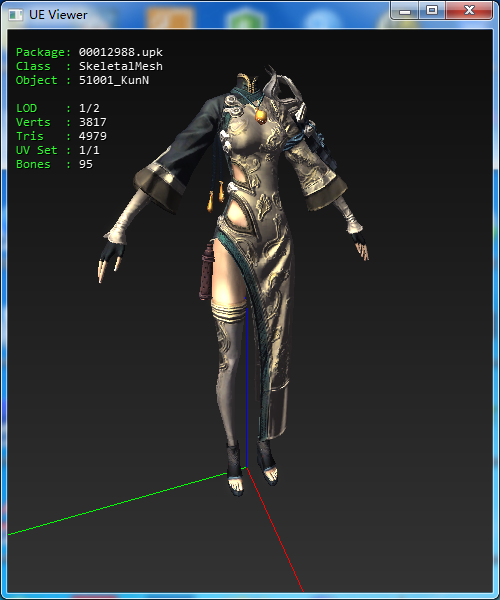 UE Viewer
Package: 00012988.upk
Class : SkeletalMesh
Object : 51001_KunN
LOD : 1/2
Verts : 3817
Tris : 4979
UV Set : 1/1
Bones : 95